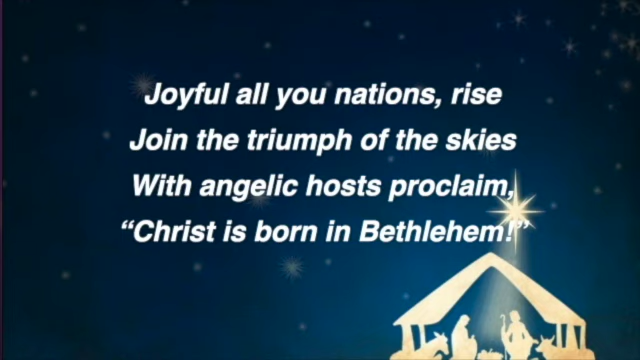 Joyful all you nations, rise
Join the triumph of the skies
With angelic hosts proclaim,
“Christ is born in Bethlehem!”